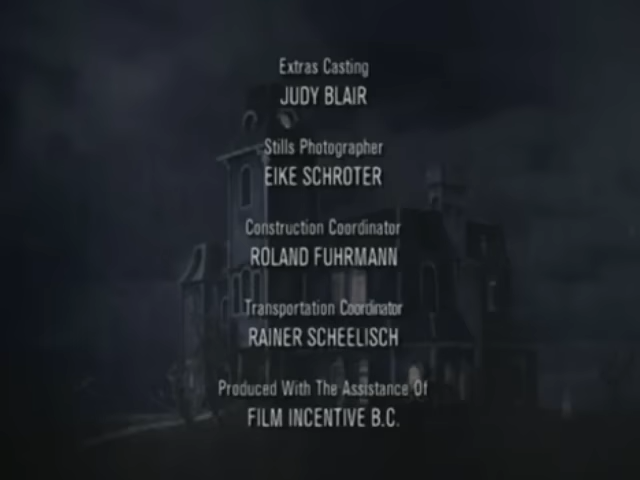 Extras Casting
JUDY BLAIR
Stills Photographer
EIKE SCHROTER
Construction Coordinator
ROLAND FUHRMANN
Transportation Coordinator
RAINER SCHEELISCH
Produced With The Assistance Of
FILM INCENTIVE B.C.